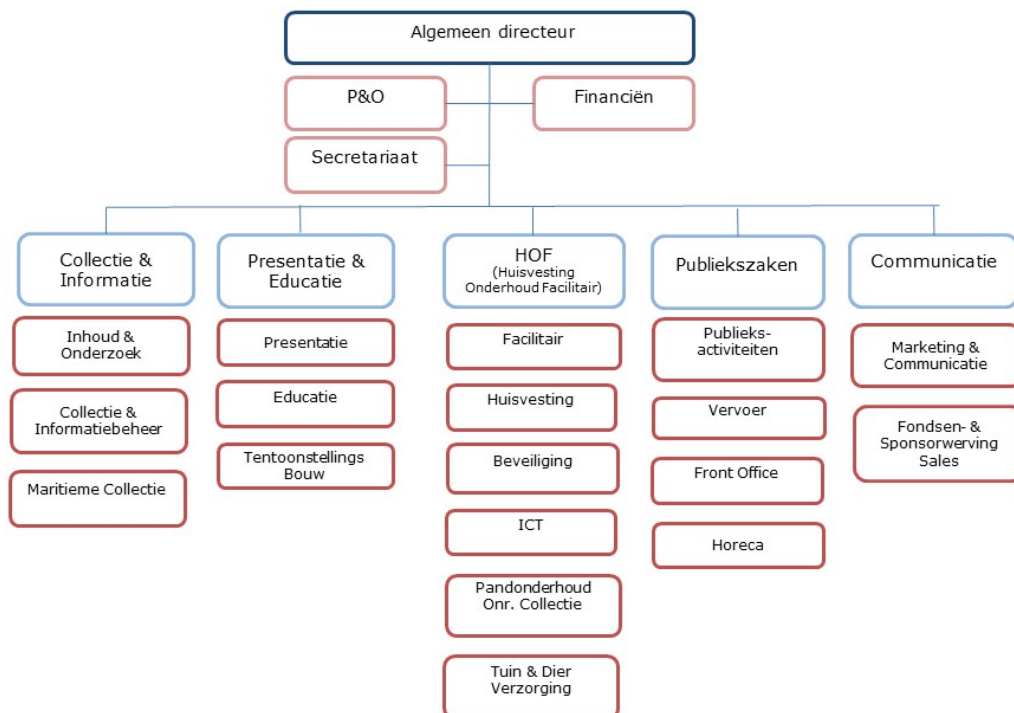 Algemeen directeur
P&O
Financiën
Secretariaat
Collectie &
Informatie
Inhoud &
Onderzoek
Collectie &
Informatiebeheer
Maritieme Collectie
Presentatie &
Educatie
Presentatie
Educatie
Tentoonstellings
Bouw
HOF
(Huisvesting
Onderhoud Facilitair)
Facilitair
Huisvesting
Beveiliging
ICT
Pandonderhoud
Onr. Collectie
Tuin & Dier
Verzorging
Publiekszaken
Publieks-
activiteiten
Vervoer
Front Office
Horeca
Communicatie
Marketing &
Communicatie
Fondsen- &
Sponsorwerving
Sales